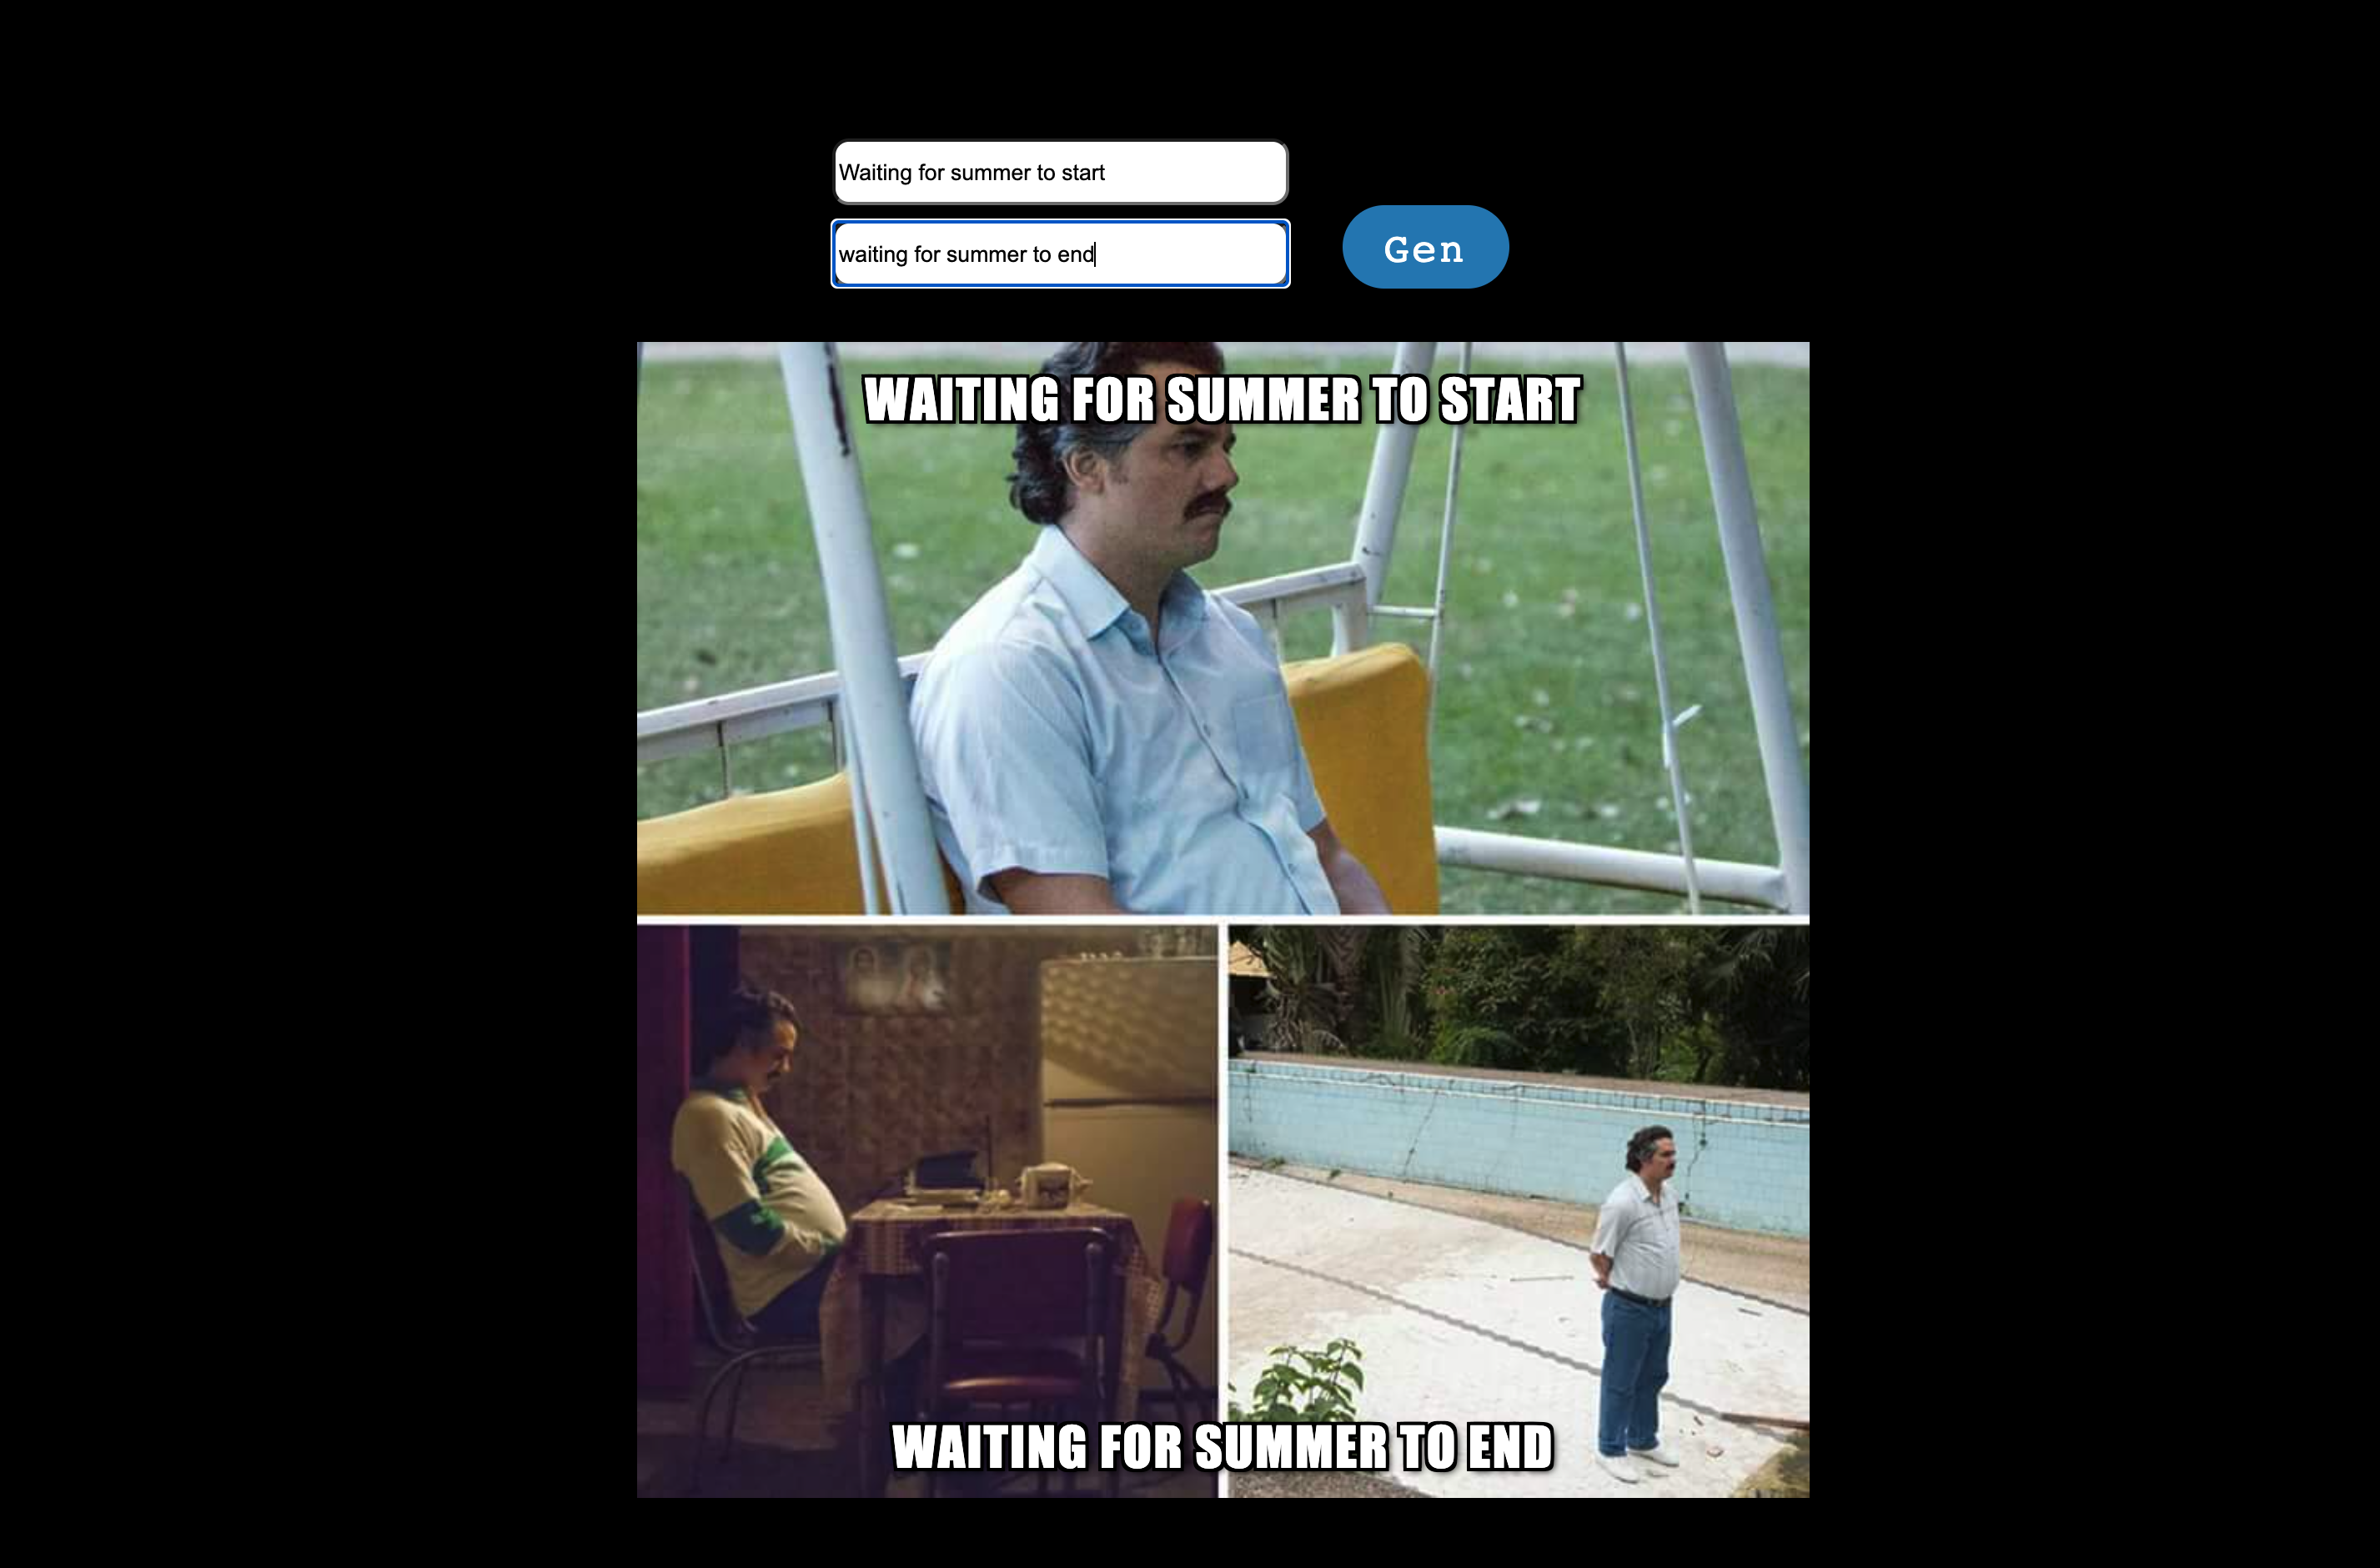 Waiting for summer to start
waiting for summer to end
Gen
WAITING FOR SUMMER TO START
WAITING FOR SUMMER TO END